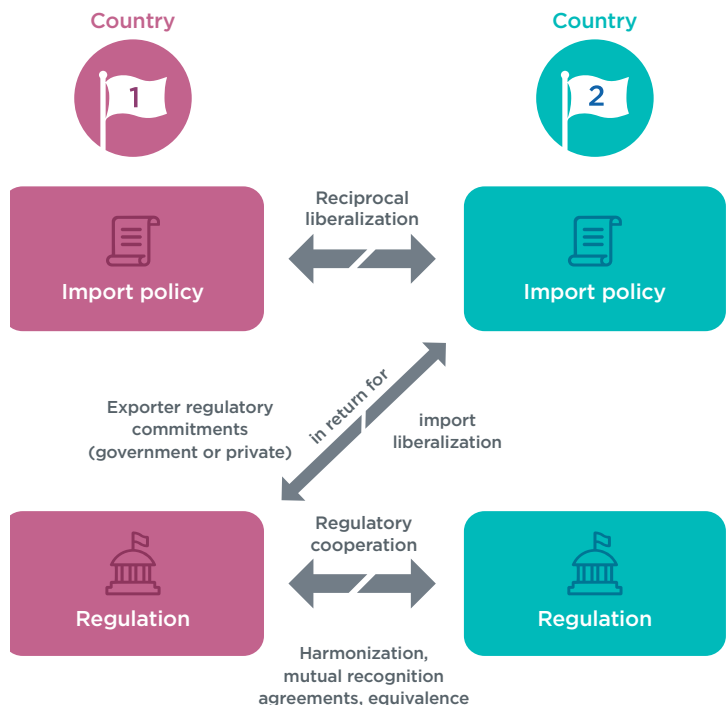 Country
Country
1
2
Reciprocal
liberalization
Import policy
Import policy
in return for
Exporter regulatory
commitments
(government or private)
import
liberalization
Regulatory
cooperation
Regulation
Regulation
Harmonization,
mutual recognition
agreements, equivalence